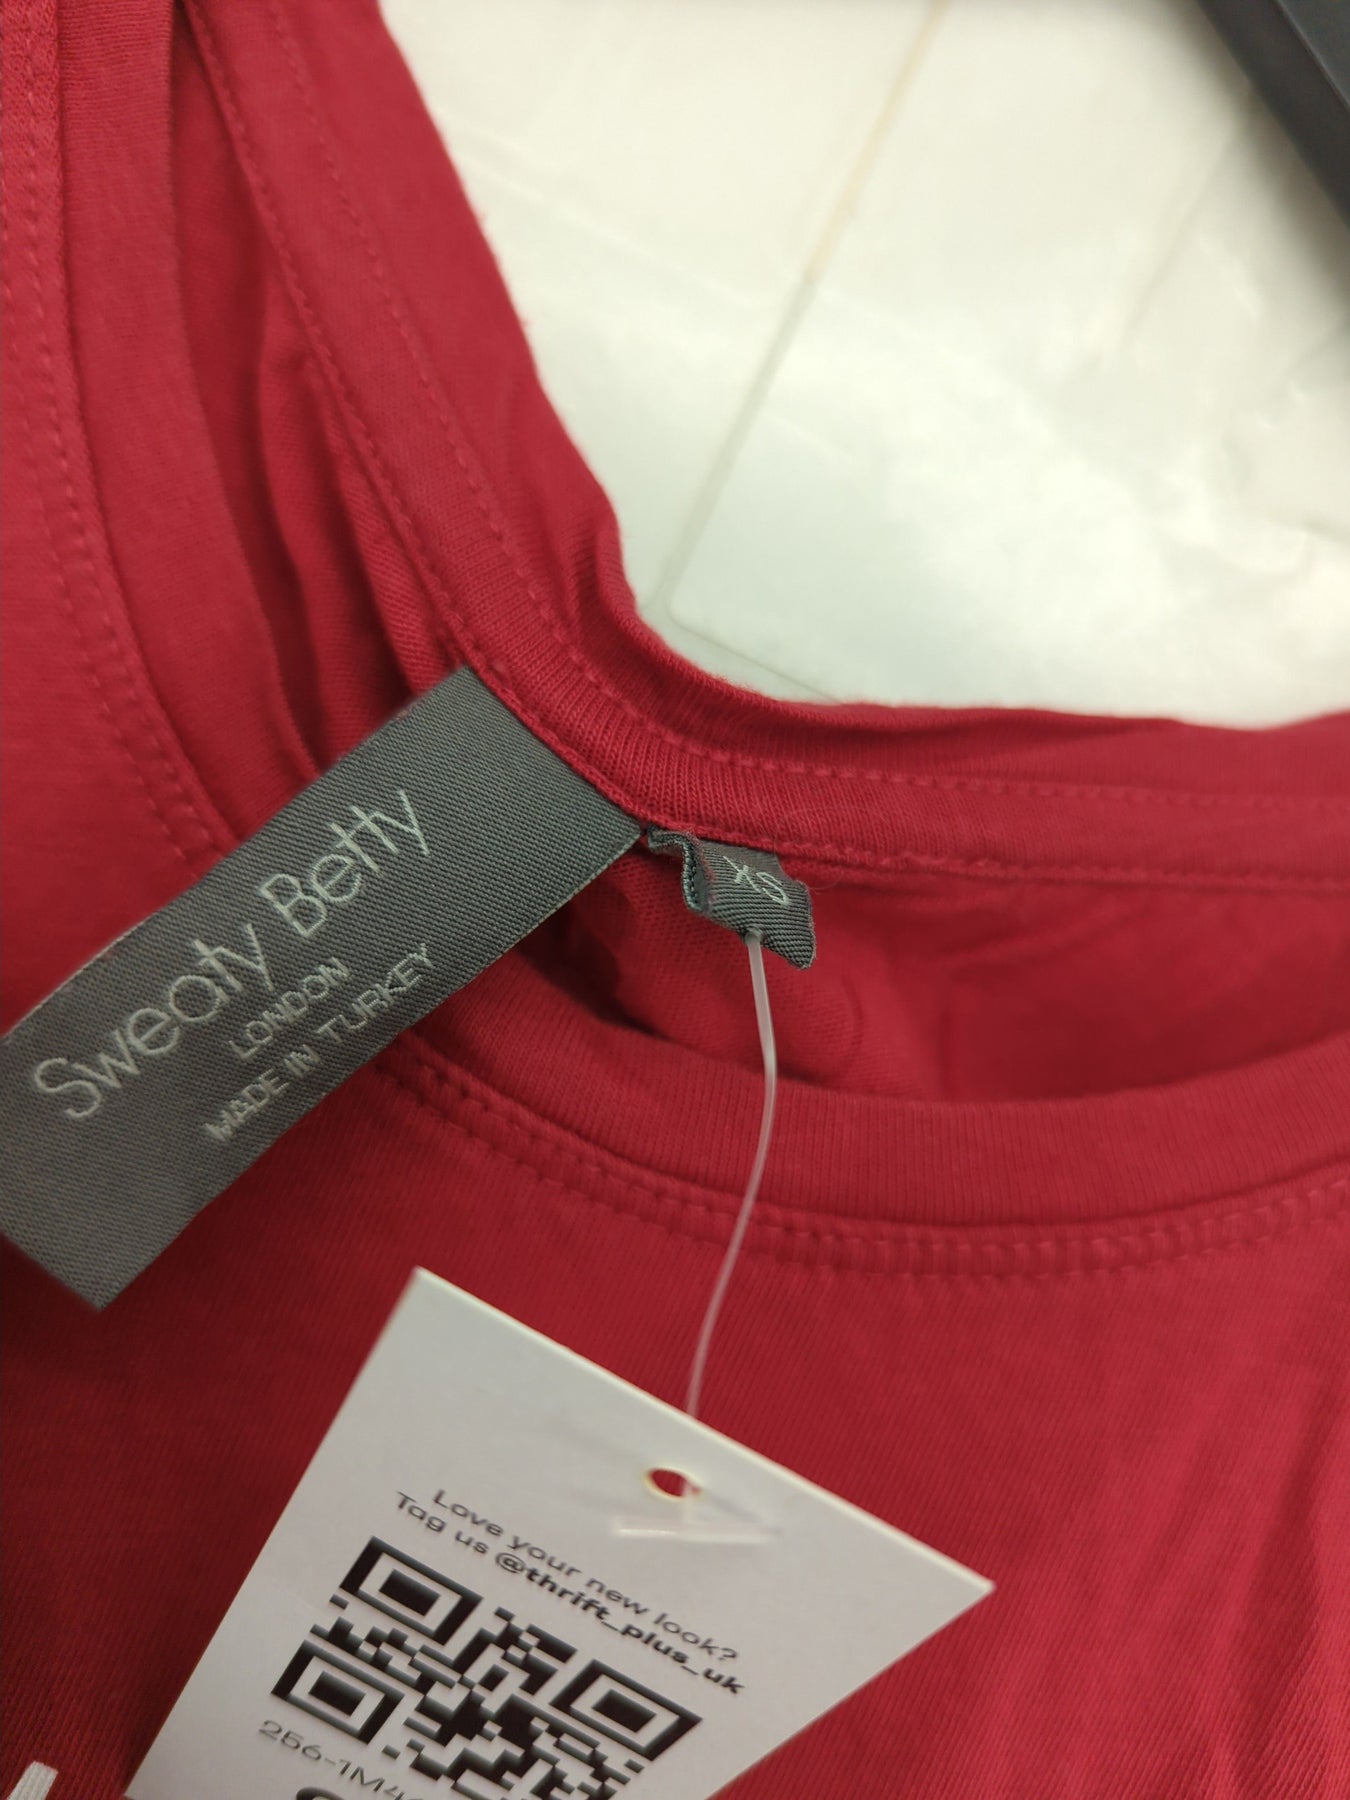 Sweaty Betty
LONDON
MADE IN TURKEY
XS
Love your new look?
Tag us @thrift_plus_uk